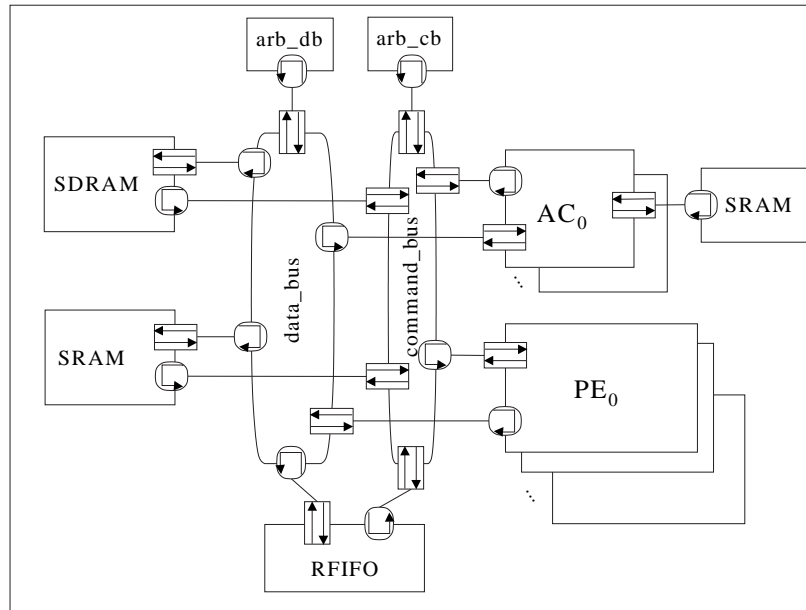 arb_db
arb_cb
SDRAM
AC0
SRAM
data_bus
command_bus
...
SRAM
PE0
...
RFIFO